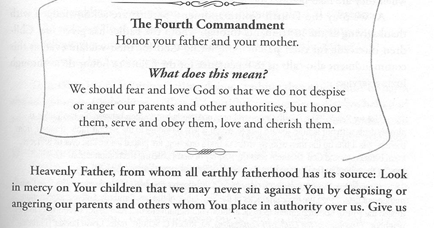 The Fourth Commandment
Honor your father and your mother.
What does this mean?
We should fear and love God so that we do not despise
or anger our parents and other authorities, but honor
them, serve and obey them, love and cherish them.
Heavenly Father, from whom all earthly fatherhood has its source: Look
in mercy on Your children that we may never sin against You by despising or
angering our parents and others whom You place in authority over us. Give us